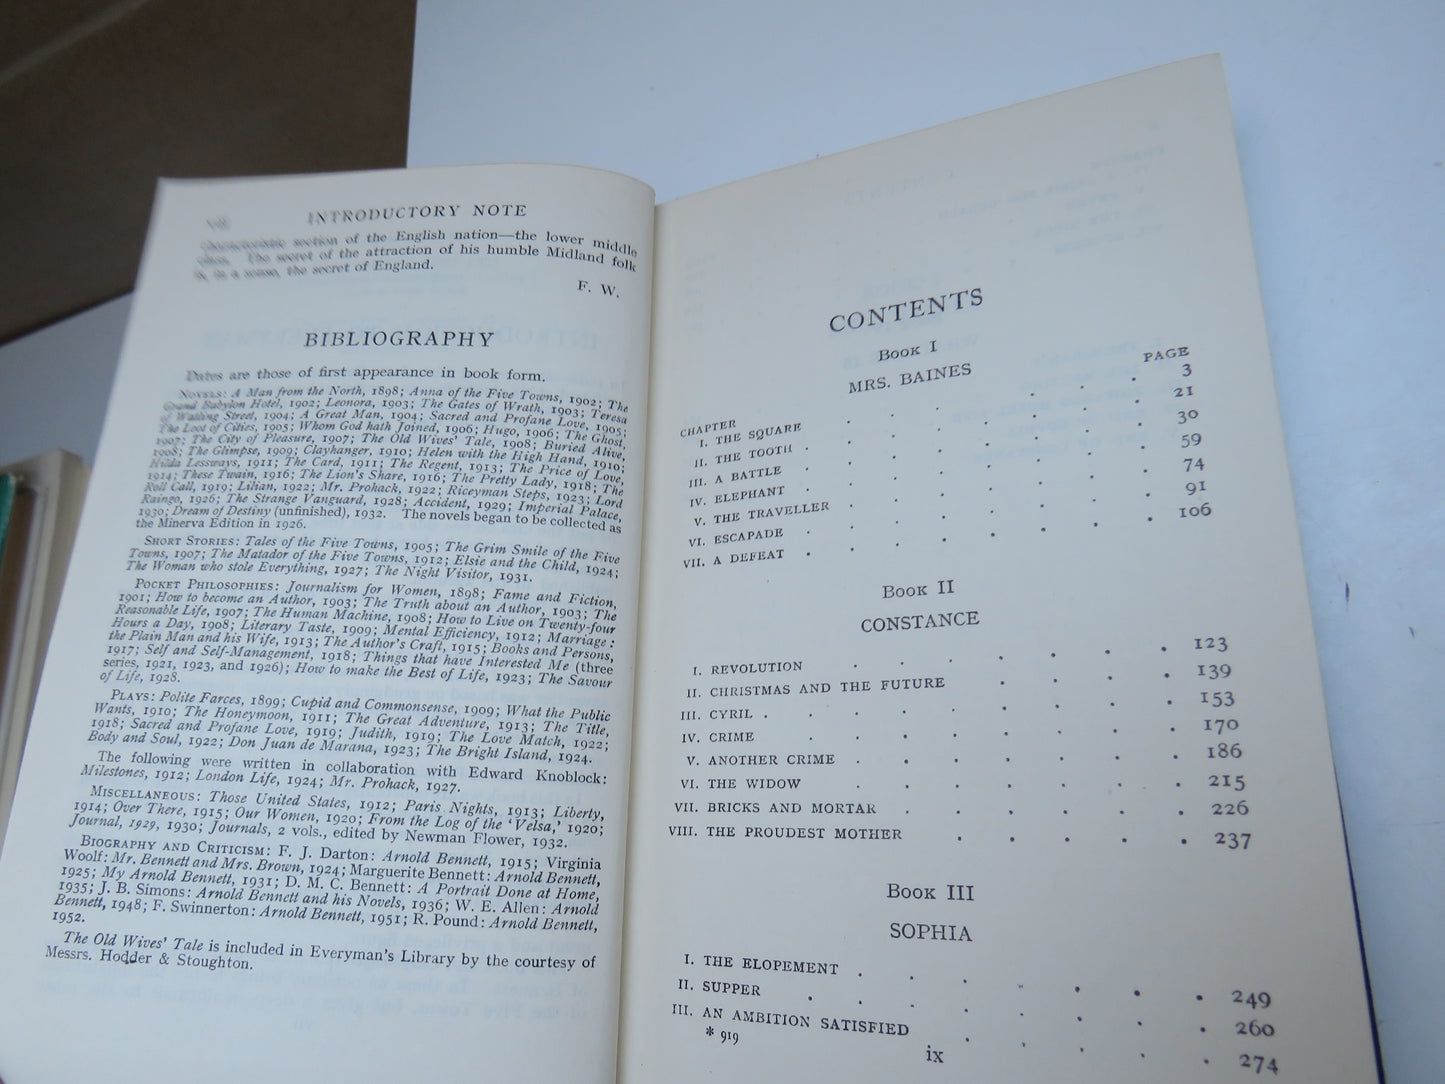 viii
INTRODUCTORY NOTE
characteristic section of the English nation—the lower middle
class. The secret of the attraction of his humble Midland folk
is, in a sense, the secret of England.
F. W.
BIBLIOGRAPHY
Dates are those of first appearance in book form.
NOVELS: A Man from the North, 1898; Anna of the Five Towns, 1902; The
Grand Babylon Hotel, 1902; Leonora, 1903; The Gates of Wrath, 1903; Teresa
of Watling Street, 1904; A Great Man, 1904; Sacred and Profane Love, 1905;
The Loot of Cities, 1905; Whom God hath Joined, 1906; Hugo, 1906; The Ghost,
1907; The City of Pleasure, 1907; The Old Wives' Tale, 1908; Buried Alive,
1908; The Glimpse, 1909; Clayhanger, 1910; Helen with the High Hand, 1910;
Hilda Lessways, 1911; The Card, 1911; The Regent, 1913; The Price of Love,
1914; These Twain, 1916; The Lion's Share, 1916; The Pretty Lady, 1918; The
Roll Call, 1919; Lilian, 1922; Mr. Prohack, 1922; Riceyman Steps, 1923; Lord
Raingo, 1926; The Strange Vanguard, 1928; Accident, 1929; Imperial Palace,
1930; Dream of Destiny (unfinished), 1932. The novels began to be collected as
the Minerva Edition in 1926.
SHORT STORIES: Tales of the Five Towns, 1905; The Grim Smile of the Five
Towns, 1907; The Matador of the Five Towns, 1912; Elsie and the Child, 1924;
The Woman who stole Everything, 1927; The Night Visitor, 1931.
POCKET PHILOSOPHIES: Journalism for Women, 1898; Fame and Fiction,
1901; How to become an Author, 1903; The Truth about an Author, 1903; The
Reasonable Life, 1907; The Human Machine, 1908; How to Live on Twenty-four
Hours a Day, 1908; Literary Taste, 1909; Mental Efficiency, 1912; Marriage:
the Plain Man and his Wife, 1913; The Author's Craft, 1915; Books and Persons,
1917; Self and Self-Management, 1918; Things that have Interested Me (three
series, 1921, 1923, and 1926); How to make the Best of Life, 1923; The Savour
of Life, 1928.
PLAYS: Polite Farces, 1899; Cupid and Commonsense, 1909; What the Public
Wants, 1910; The Honeymoon, 1911; The Great Adventure, 1913; The Title,
1918; Sacred and Profane Love, 1919; Judith, 1919; The Love Match, 1922;
Body and Soul, 1922; Don Juan de Marana, 1923; The Bright Island, 1924.
The following were written in collaboration with Edward Knoblock:
Milestones, 1912; London Life, 1924; Mr. Prohack, 1927.
MISCELLANEOUS: Those United States, 1912; Paris Nights, 1913; Liberty,
1914; Over There, 1915; Our Women, 1920; From the Log of the 'Velsa,' 1920;
Journal, 1929, 1930; Journals, 2 vols., edited by Newman Flower, 1932.
BIOGRAPHY AND CRITICISM: F. J. Darton: Arnold Bennett, 1915; Virginia
Woolf: Mr. Bennett and Mrs. Brown, 1924; Marguerite Bennett: Arnold Bennett,
1925; My Arnold Bennett, 1931; D. M. C. Bennett: A Portrait Done at Home,
1935; J. B. Simons: Arnold Bennett and his Novels, 1936; W. E. Allen: Arnold
Bennett, 1948; F. Swinnerton: Arnold Bennett, 1951; R. Pound: Arnold Bennett,
1952.
The Old Wives' Tale is included in Everyman's Library by the courtesy of
Messrs. Hodder & Stoughton.
CONTENTS
Book I
MRS. BAINES
CHAPTER PAGE
I. THE SQUARE . . . . . . . 3
II. THE TOOTH . . . . . . . 21
III. A BATTLE . . . . . . . 30
IV. ELEPHANT . . . . . . . 59
V. THE TRAVELLER . . . . . . 74
VI. ESCAPADE . . . . . . . 91
VII. A DEFEAT . . . . . . . 106
Book II
CONSTANCE
I. REVOLUTION . . . . . . . 123
II. CHRISTMAS AND THE FUTURE . . . . 139
III. CYRIL . . . . . . . . 153
IV. CRIME . . . . . . . 170
V. ANOTHER CRIME . . . . . . 186
VI. THE WIDOW . . . . . . 215
VII. BRICKS AND MORTAR . . . . . 226
VIII. THE PROUDEST MOTHER . . . . 237
Book III
SOPHIA
I. THE ELOPEMENT . . . . . . 249
II. SUPPER . . . . . . . 260
III. AN AMBITION SATISFIED . . . . 274
* 919
ix